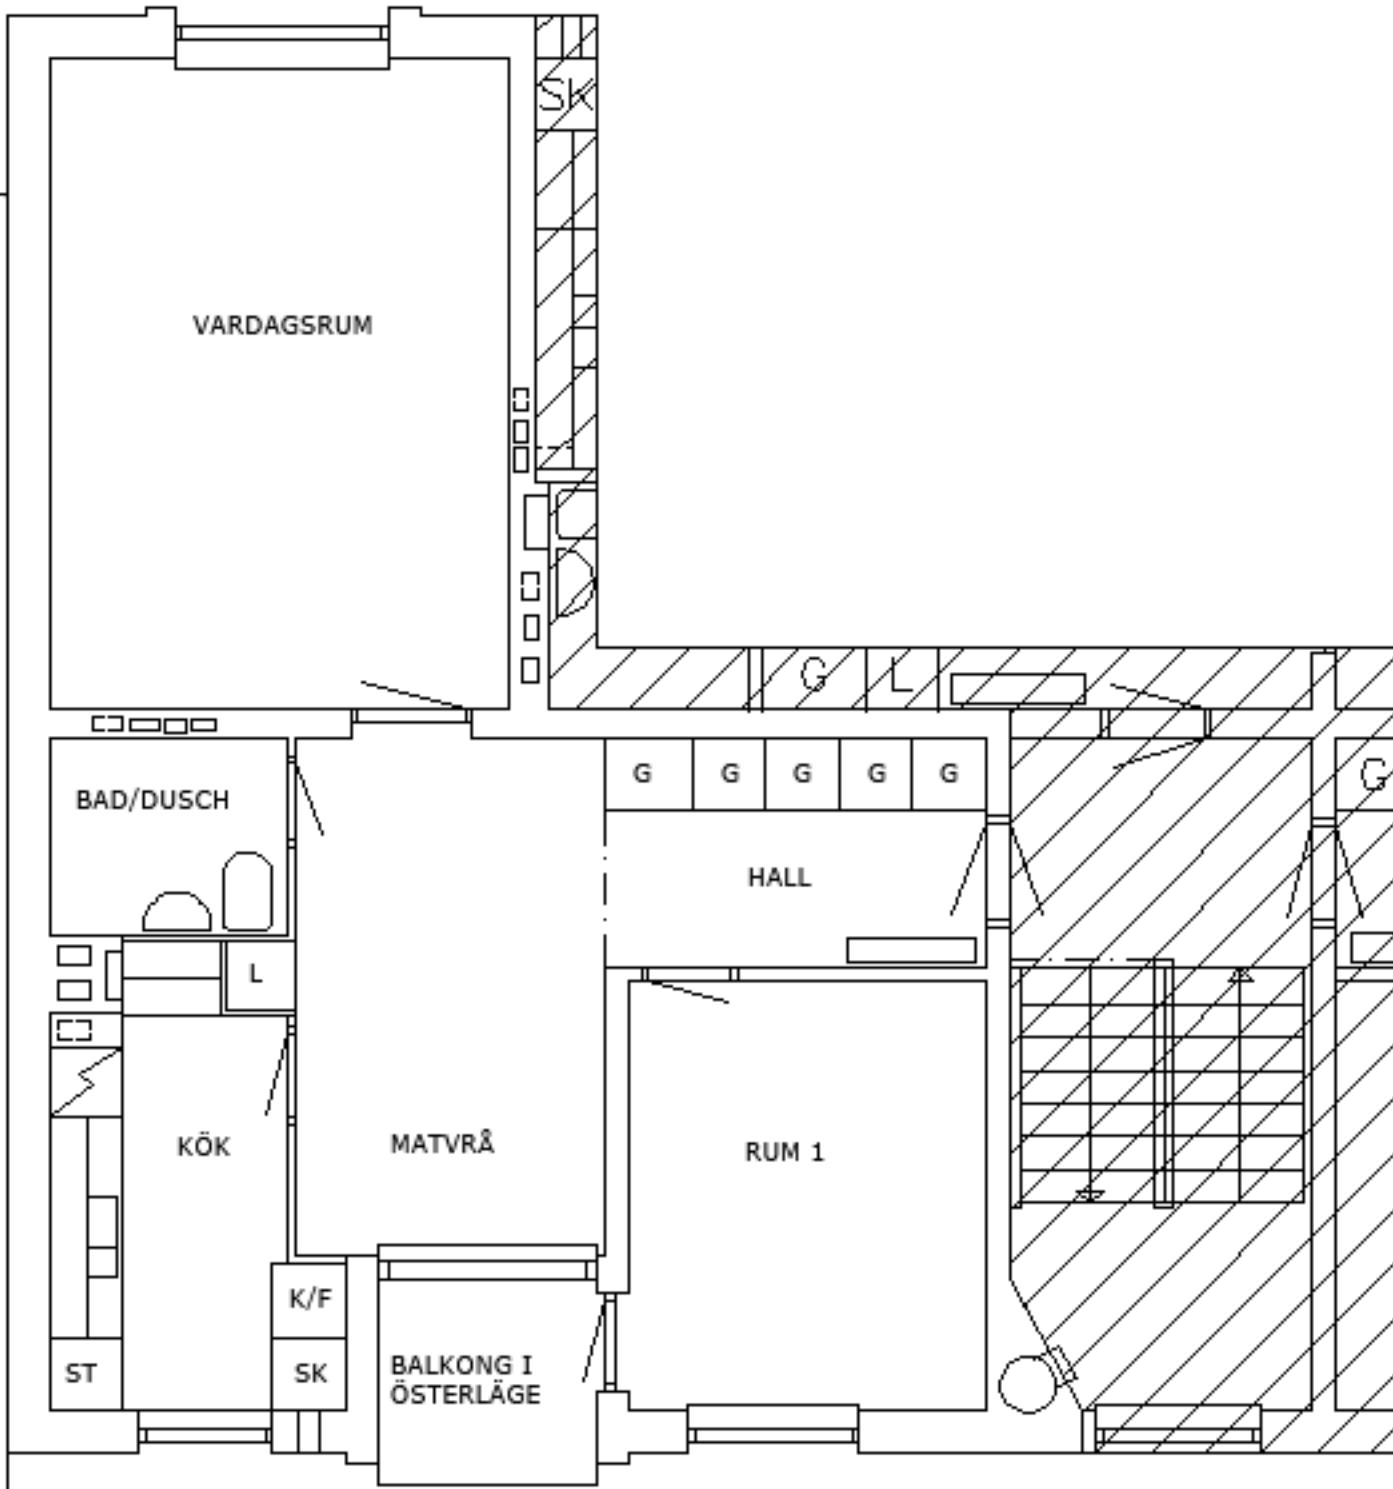 SK
VARDAGSRUM
G
L
BAD/DUSCH
G
G
G
G
G
G
HALL
L
KÖK
MATVRÅ
RUM 1
K/F
ST
SK
BALKONG I
ÖSTERLÄGE